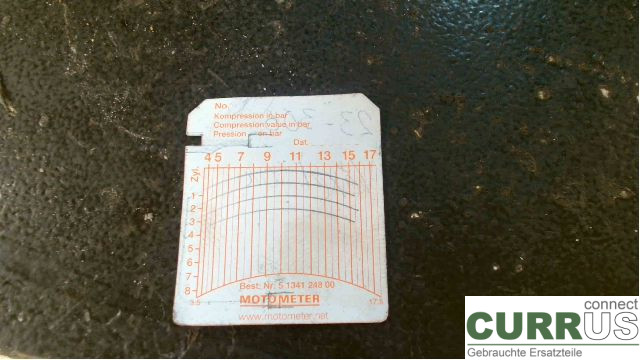 No.
Kompression in bar
Compression value in bar
Pression en bar
Dat.
4 5 7 9 11 13 15 17
Zyl.
1
2
3
4
5
6
7
8
3.5 17.5
Best. Nr. 5 1341 248 00
MOTOMETER
www.motometer.net
connect
CURRUS
Gebrauchte Ersatzteile